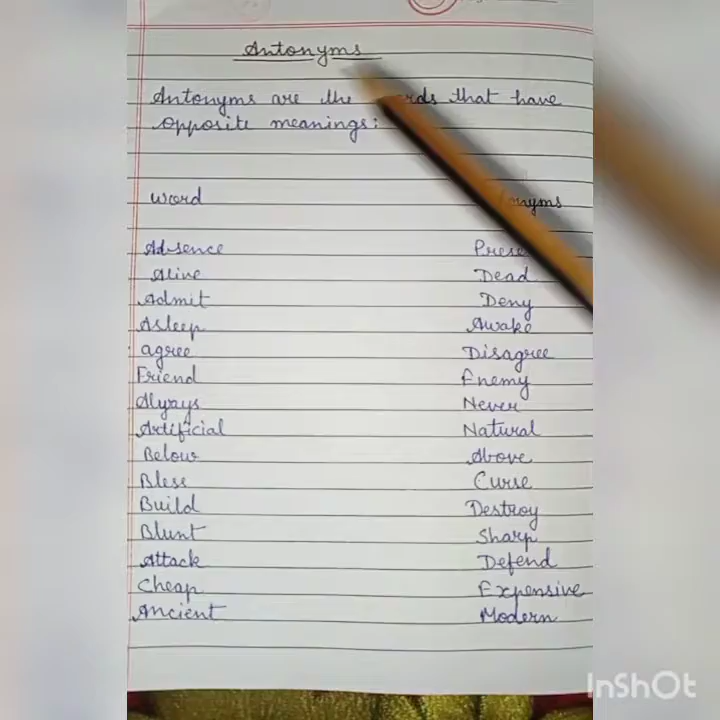 Antonyms
Antonyms are the that have
opposite meanings:
Word
Absence
Alive Dead
Admit Deny
Asleep Awake
agree Disagree
Friend Enemy
Always Never
Artificial Natural
Below Above
Bless Curse
Build Destroy
Blunt Sharp
Attack Defend
Cheap Expensive
Ancient Modern
InShOt